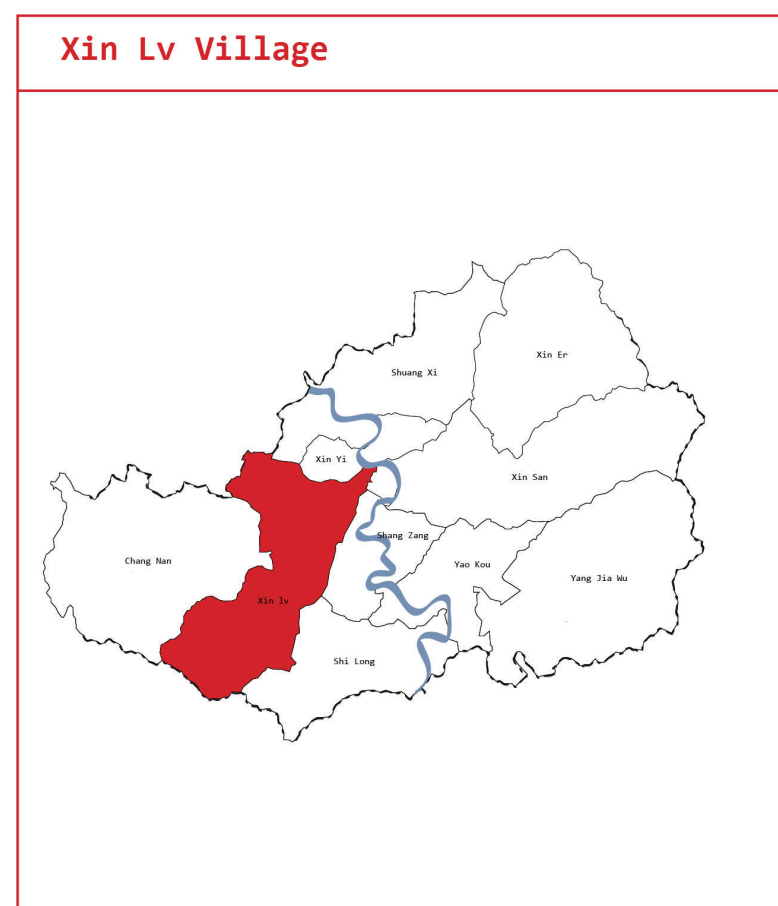 Xin Lv Village
Xin Er
Shuang Xi
Xin Yi
Xin San
Shang Zang
Chang Nan
Yao Kou
Yang Jia Wu
Xin lv
Shi Long